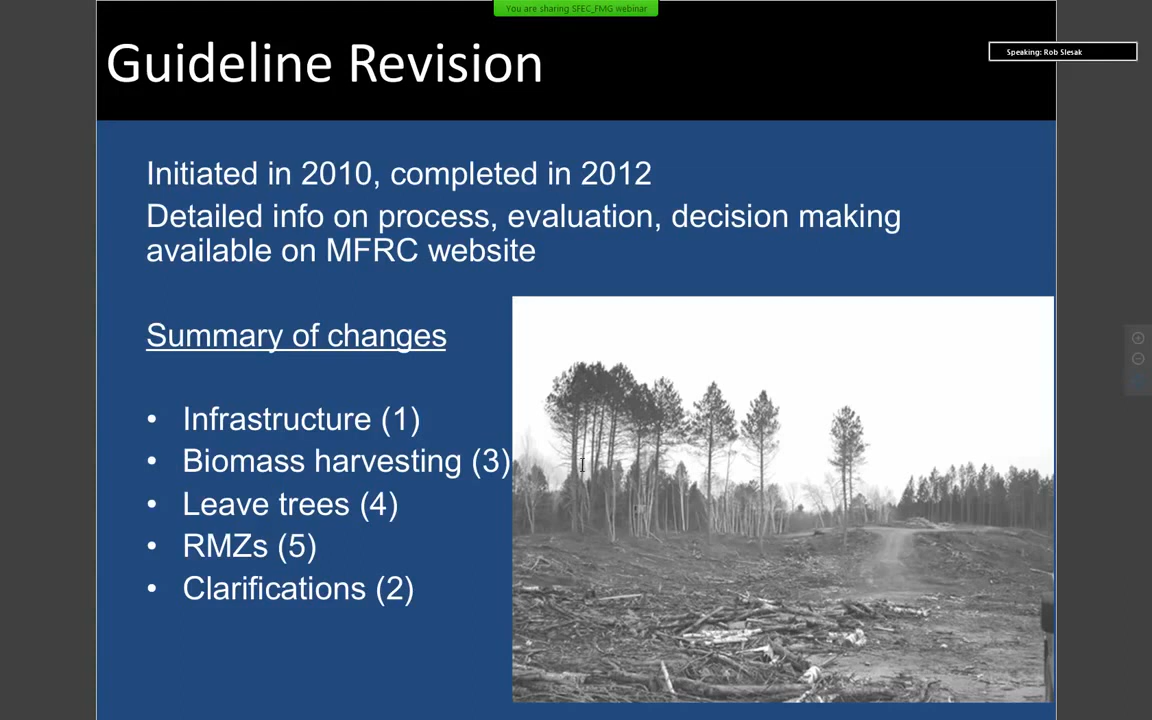 You are sharing SFEC_FMG webinar
Guideline Revision
Speaking: Rob Slesak
Initiated in 2010, completed in 2012
Detailed info on process, evaluation, decision making
available on MFRC website
Summary of changes
• Infrastructure (1)
• Biomass harvesting (3)
• Leave trees (4)
• RMZs (5)
• Clarifications (2)